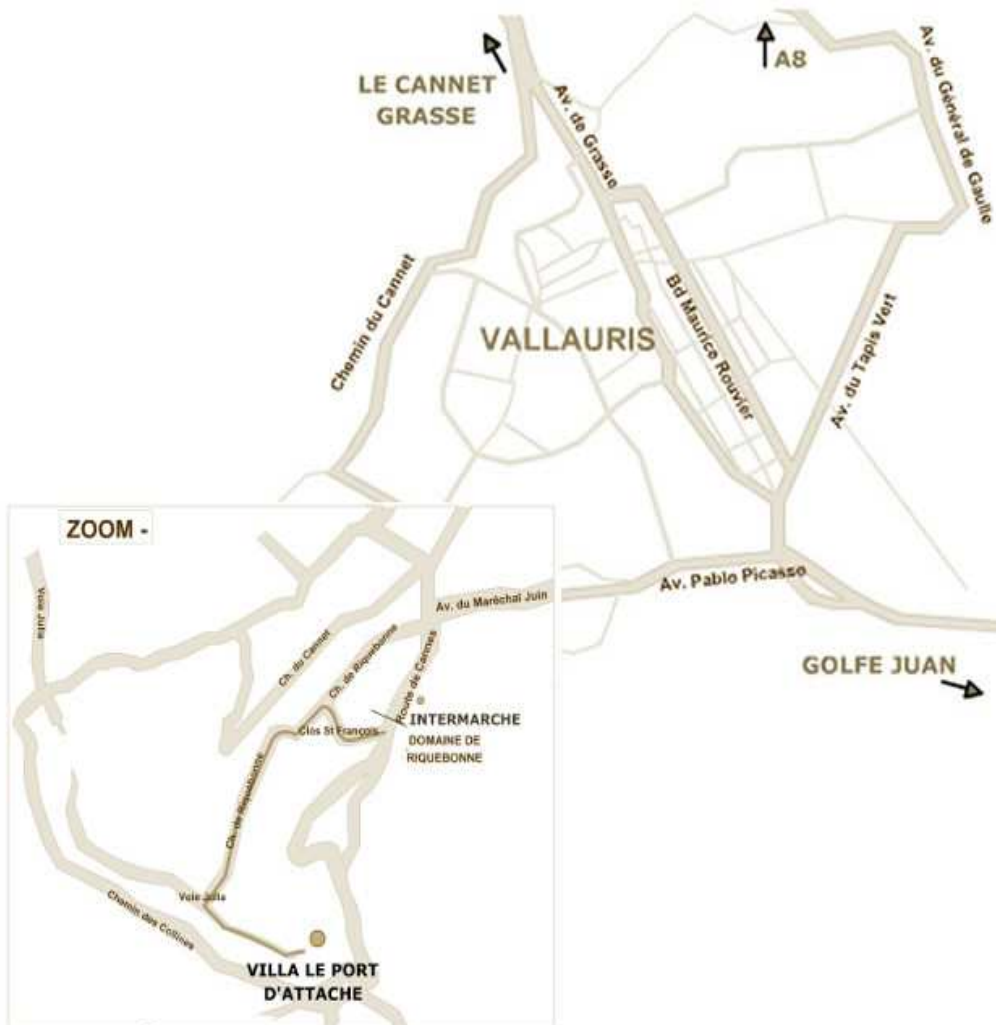 LE CANNET
GRASSE
A8
Av. du Général de Gaulle
Av. de Grasse
Chemin du Cannet
VALLAURIS
Bd Maurice Rouvier
Av. du Tapis Vert
Av. Pablo Picasso
GOLFE JUAN
ZOOM -
Voie Julia
Av. du Maréchal Juin
Ch. du Cannet
Ch. de Riquebonne
Route de Cannes
INTERMARCHE
Clos St François
DOMAINE DE
RIQUEBONNE
Ch. de Riquebonne
Voie Julia
Chemin des Collines
VILLA LE PORT
D'ATTACHE